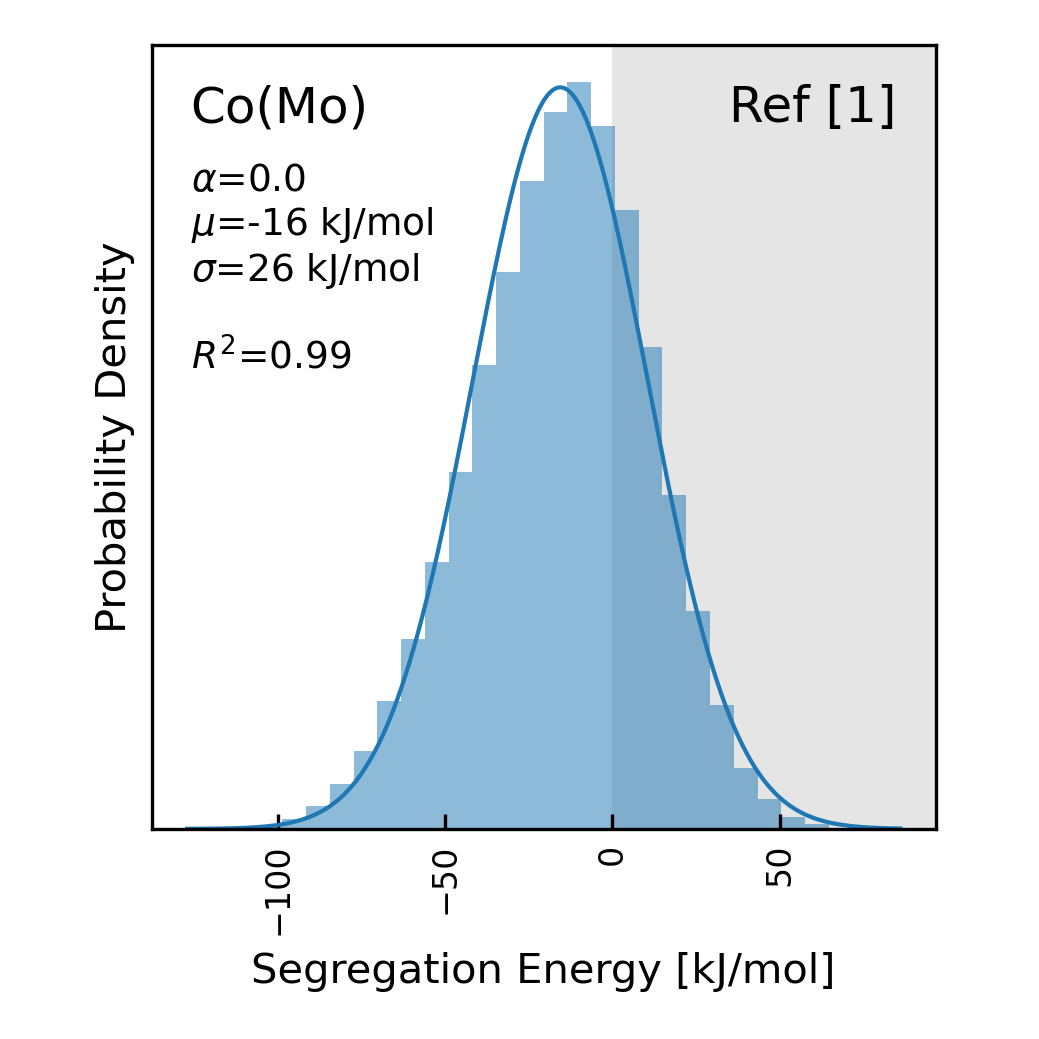 Co(Mo)
Ref [1]
α=0.0
μ=-16 kJ/mol
σ=26 kJ/mol
R²=0.99
Probability Density
−100
−50
0
50
Segregation Energy [kJ/mol]